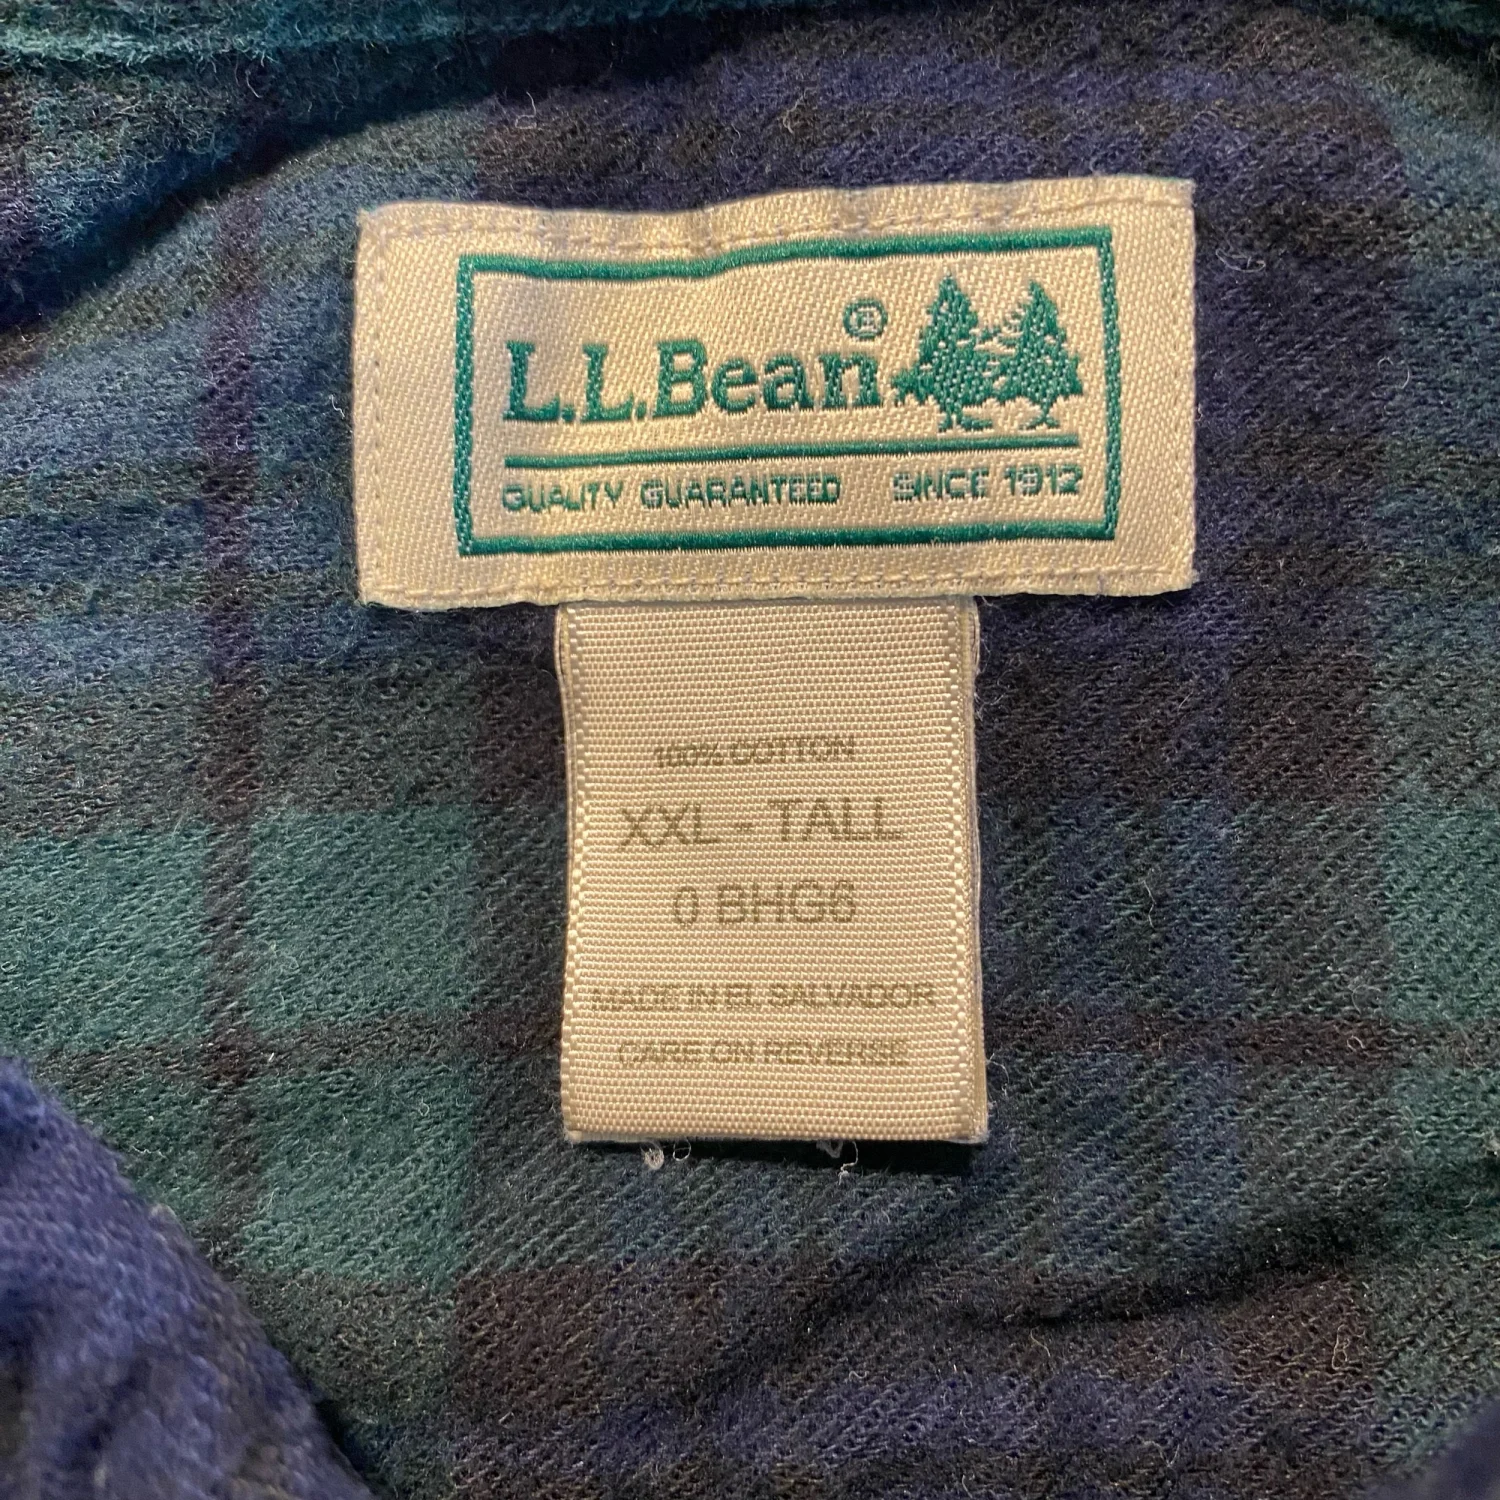 L.L.Bean®
QUALITY GUARANTEED SINCE 1912
100% COTTON
XXL - TALL
0 BHG6
MADE IN EL SALVADOR
CARE ON REVERSE